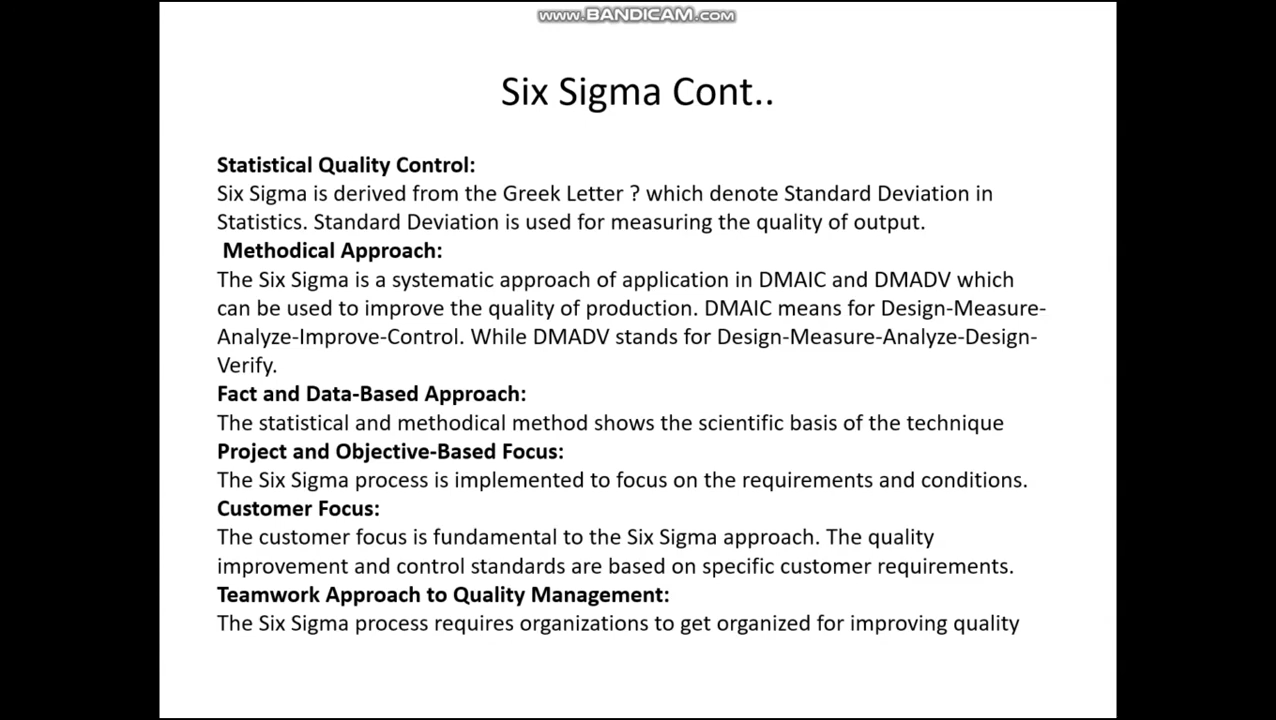 www.BANDICAM.com
Six Sigma Cont..
Statistical Quality Control:
Six Sigma is derived from the Greek Letter ? which denote Standard Deviation in
Statistics. Standard Deviation is used for measuring the quality of output.
Methodical Approach:
The Six Sigma is a systematic approach of application in DMAIC and DMADV which
can be used to improve the quality of production. DMAIC means for Design-Measure-
Analyze-Improve-Control. While DMADV stands for Design-Measure-Analyze-Design-
Verify.
Fact and Data-Based Approach:
The statistical and methodical method shows the scientific basis of the technique
Project and Objective-Based Focus:
The Six Sigma process is implemented to focus on the requirements and conditions.
Customer Focus:
The customer focus is fundamental to the Six Sigma approach. The quality
improvement and control standards are based on specific customer requirements.
Teamwork Approach to Quality Management:
The Six Sigma process requires organizations to get organized for improving quality